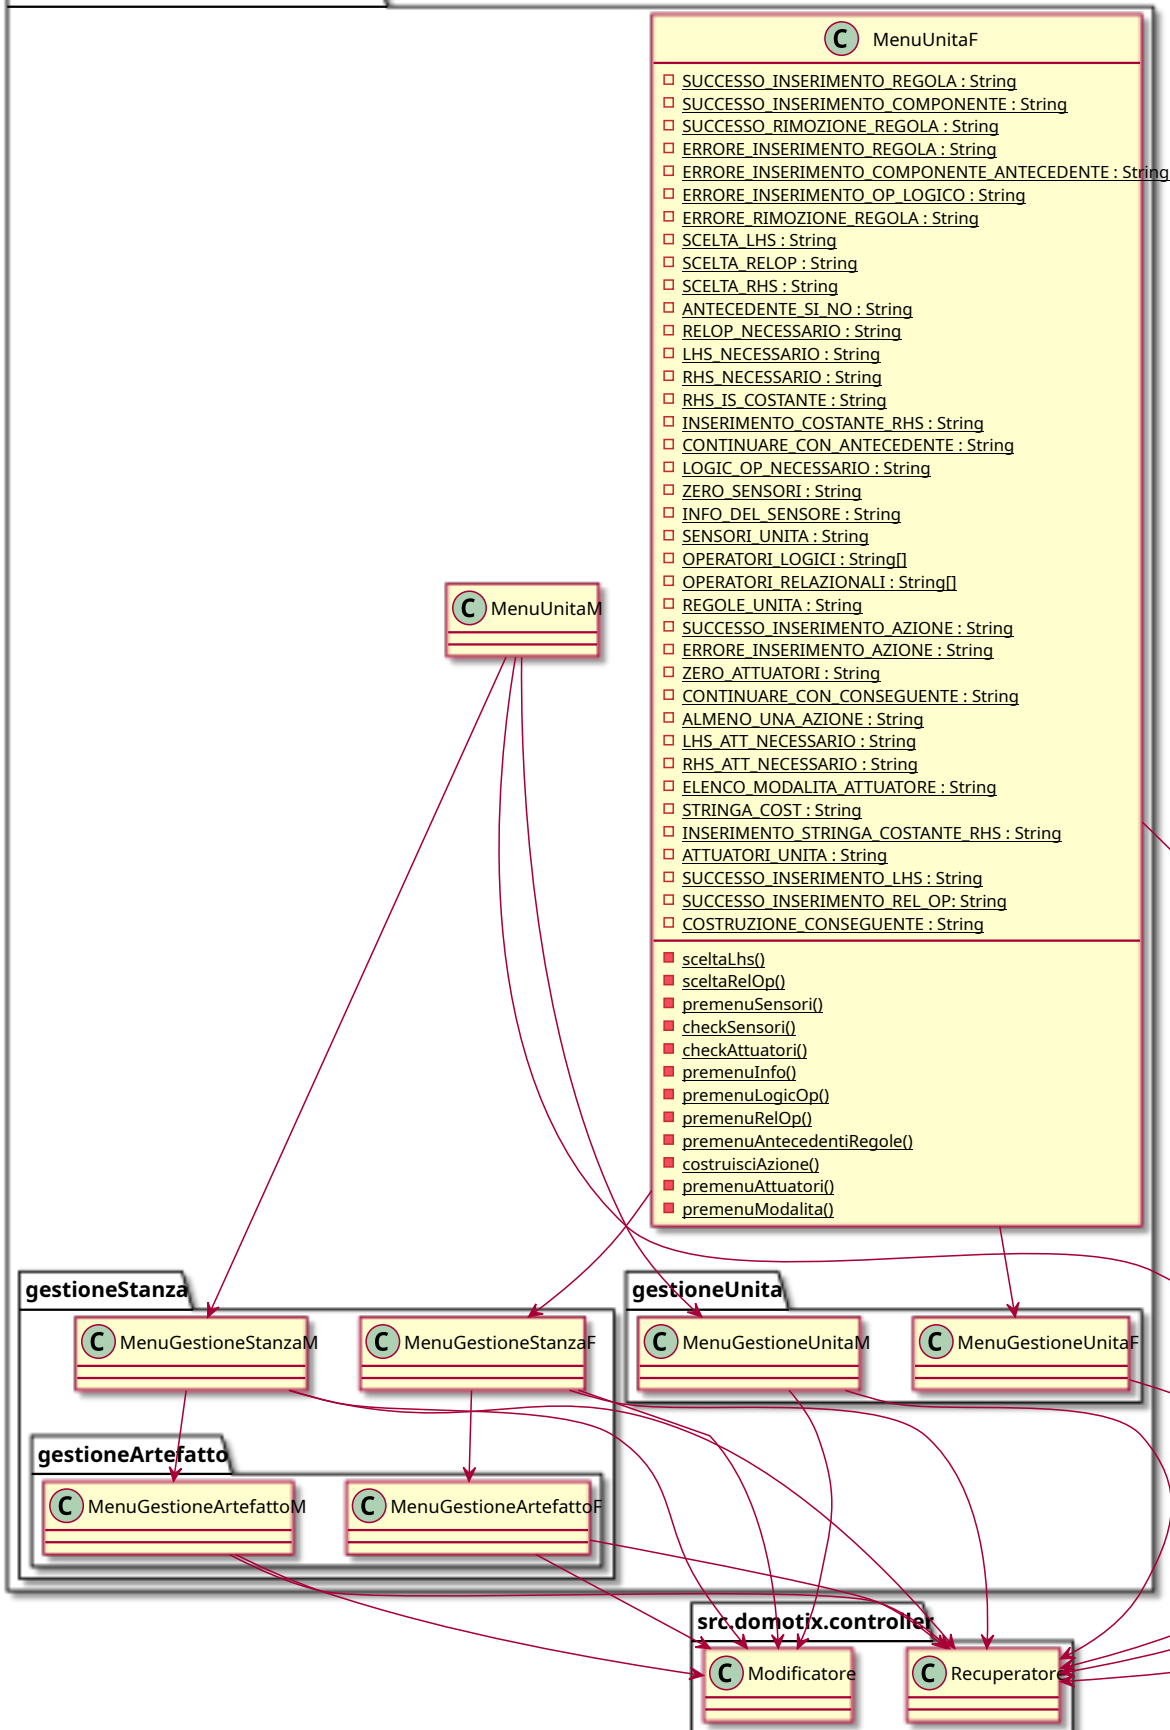 C MenuUnitaF
SUCCESSO_INSERIMENTO_REGOLA : String
SUCCESSO_INSERIMENTO_COMPONENTE : String
SUCCESSO_RIMOZIONE_REGOLA : String
ERRORE_INSERIMENTO_REGOLA : String
ERRORE_INSERIMENTO_COMPONENTE_ANTECEDENTE : String
ERRORE_INSERIMENTO_OP_LOGICO : String
ERRORE_RIMOZIONE_REGOLA : String
SCELTA_LHS : String
SCELTA_RELOP : String
SCELTA_RHS : String
ANTECEDENTE_SI_NO : String
RELOP_NECESSARIO : String
LHS_NECESSARIO : String
RHS_NECESSARIO : String
RHS_IS_COSTANTE : String
INSERIMENTO_COSTANTE_RHS : String
CONTINUARE_CON_ANTECEDENTE : String
LOGIC_OP_NECESSARIO : String
ZERO_SENSORI : String
INFO_DEL_SENSORE : String
SENSORI_UNITA : String
OPERATORI_LOGICI : String[]
OPERATORI_RELAZIONALI : String[]
REGOLE_UNITA : String
SUCCESSO_INSERIMENTO_AZIONE : String
ERRORE_INSERIMENTO_AZIONE : String
ZERO_ATTUATORI : String
CONTINUARE_CON_CONSEGUENTE : String
ALMENO_UNA_AZIONE : String
LHS_ATT_NECESSARIO : String
RHS_ATT_NECESSARIO : String
ELENCO_MODALITA_ATTUATORE : String
STRINGA_COST : String
INSERIMENTO_STRINGA_COSTANTE_RHS : String
ATTUATORI_UNITA : String
SUCCESSO_INSERIMENTO_LHS : String
SUCCESSO_INSERIMENTO_REL_OP: String
COSTRUZIONE_CONSEGUENTE : String
sceltaLhs()
sceltaRelOp()
premenuSensori()
checkSensori()
checkAttuatori()
premenuInfo()
premenuLogicOp()
premenuRelOp()
premenuAntecedentiRegole()
costruisciAzione()
premenuAttuatori()
premenuModalita()
C MenuUnitaM
gestioneStanza
gestioneUnita
C MenuGestioneStanzaM
C MenuGestioneStanzaF
C MenuGestioneUnitaM
C MenuGestioneUnitaF
gestioneArtefatto
C MenuGestioneArtefattoM
C MenuGestioneArtefattoF
src.domotix.controller
C Modificatore
C Recuperatore